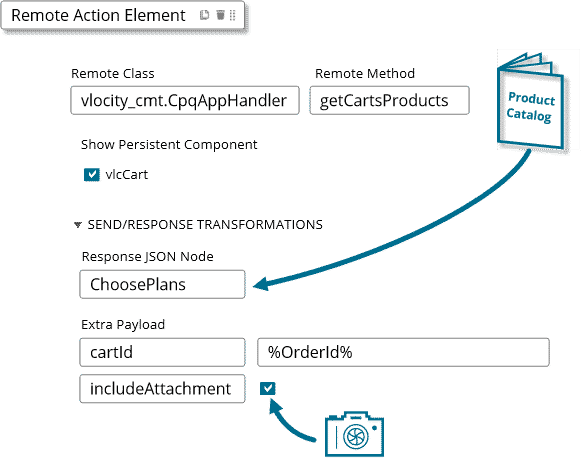 Remote Action Element
Remote Class
Remote Method
vlocity_cmt.CpqAppHandler
getCartsProducts
Product
Catalog
Show Persistent Component
vlcCart
SEND/RESPONSE TRANSFORMATIONS
Response JSON Node
ChoosePlans
Extra Payload
cartId
%OrderId%
includeAttachment